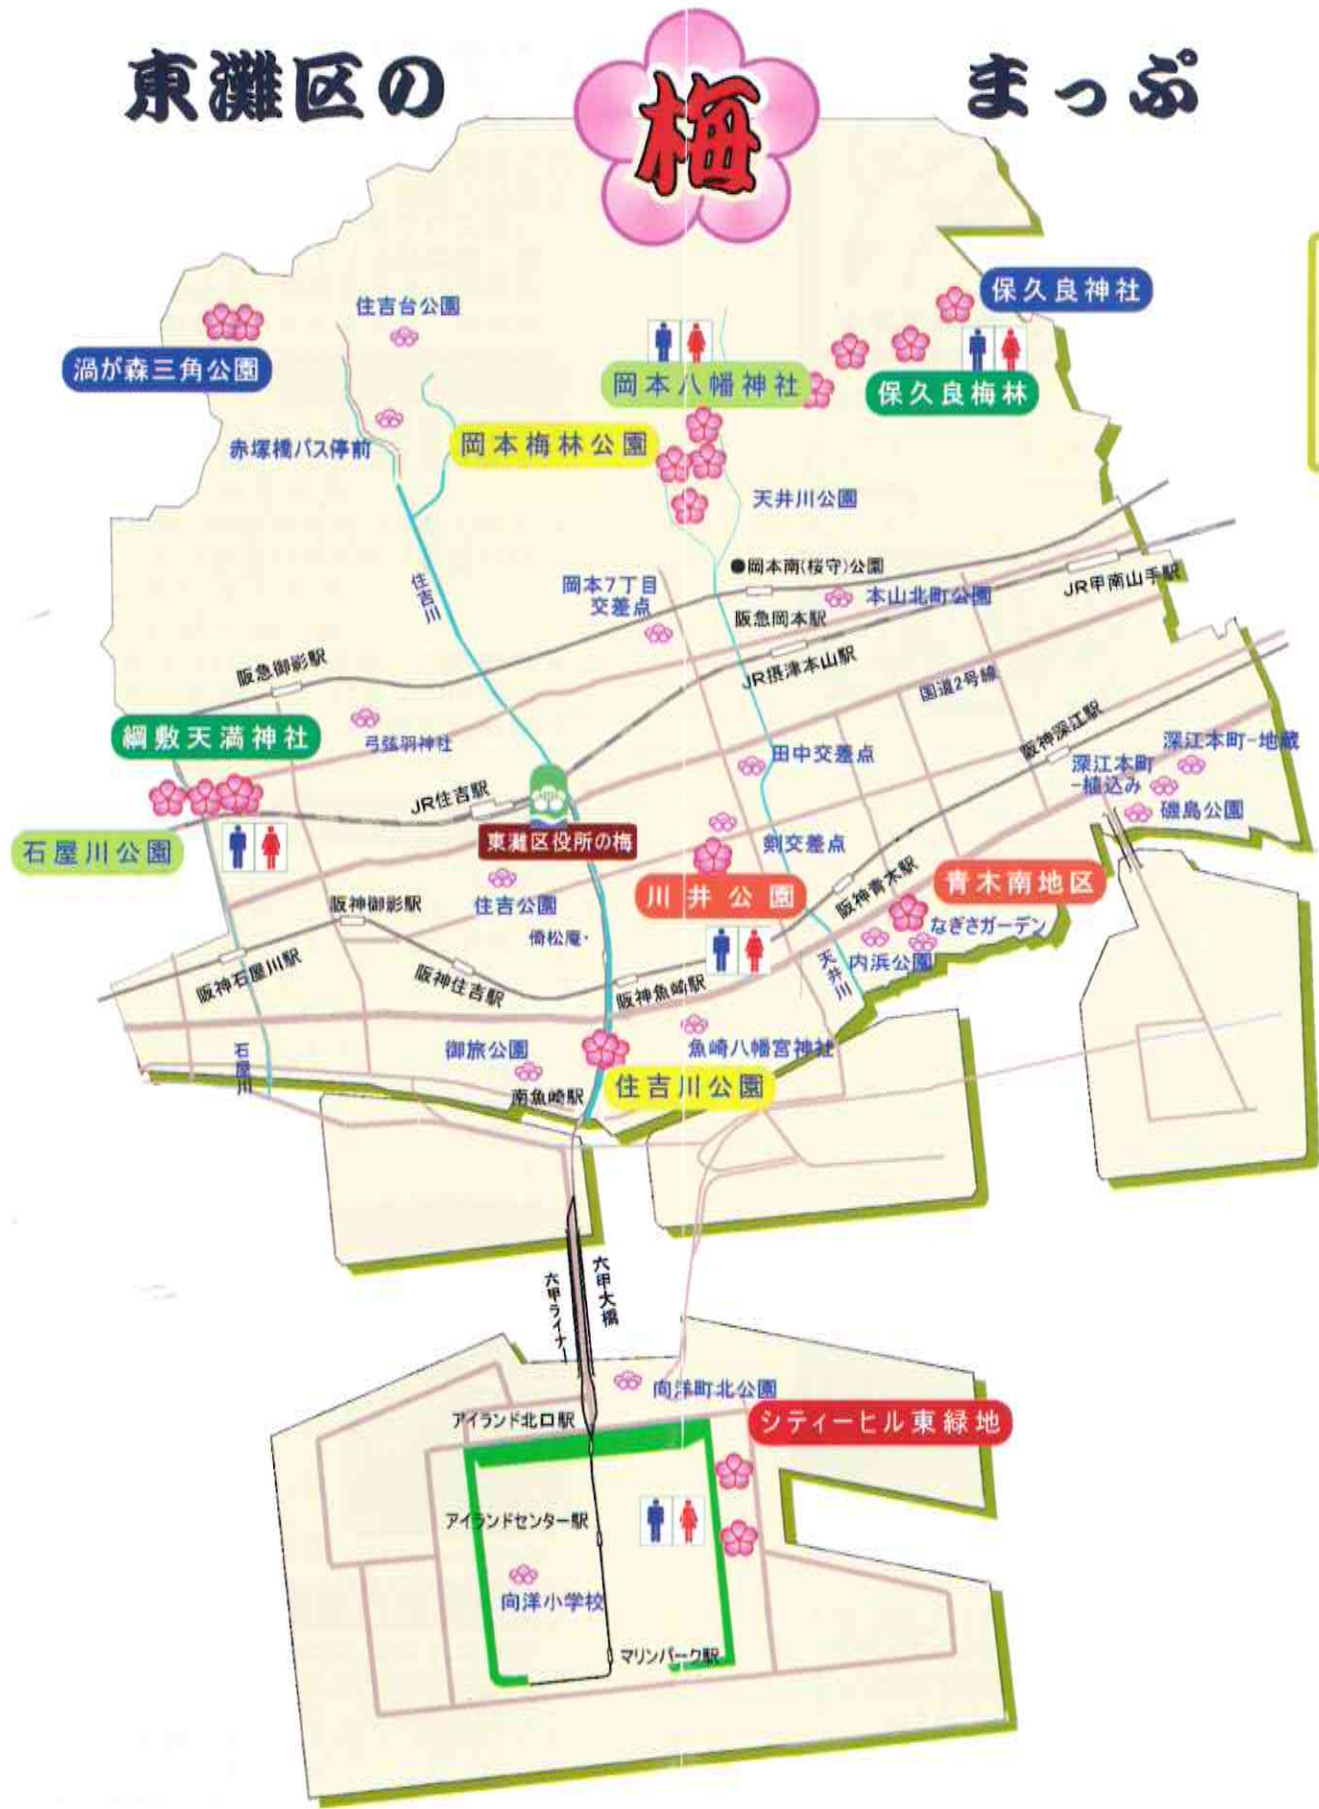 東灘区の梅まっぷ
保久良神社
住吉台公園
渦が森三角公園
岡本八幡神社
保久良梅林
岡本梅林公園
赤塚橋バス停前
天井川公園
●岡本南(桜守)公園
岡本7丁目
交差点
住吉川
本山北町公園
JR甲南山手駅
阪急岡本駅
JR摂津本山駅
阪急御影駅
国道2号線
綱敷天満神社
弓弦羽神社
阪神深江駅
深江本町-地蔵
田中交差点
深江本町
-植込み
JR住吉駅
磯島公園
東灘区役所の梅
石屋川公園
剣交差点
川井公園
阪神青木駅
青木南地区
阪神御影駅
住吉公園
なぎさガーデン
倚松庵・
内浜公園
阪神石屋川駅
阪神住吉駅
阪神魚崎駅
天井川
石屋川
御旅公園
魚崎八幡宮神社
南魚崎駅
住吉川公園
六甲大橋
六甲ライナー
向洋町北公園
アイランド北口駅
シティーヒル東緑地
アイランドセンター駅
向洋小学校
マリンパーク駅